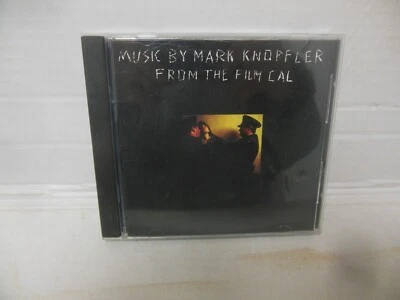 MUSIC BY MARK KNOPFLER
FROM THE FILM CAL